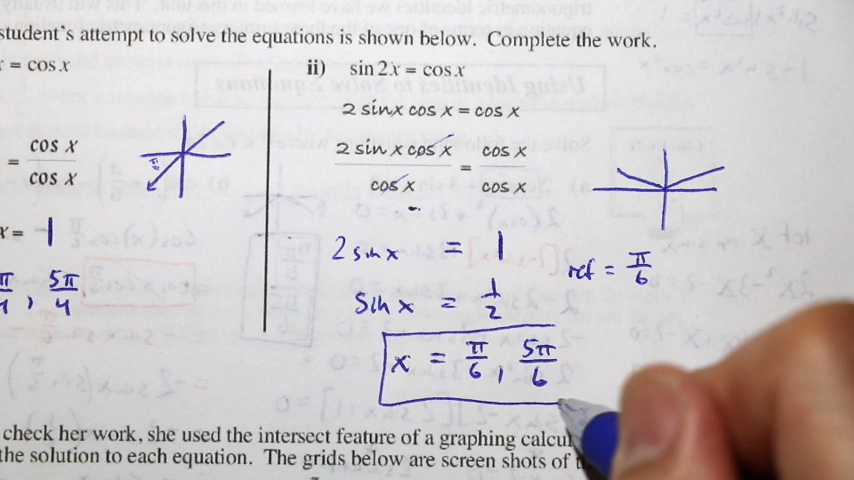 student's attempt to solve the equations is shown below. Complete the work.
= cos x
= cos x / cos x
x = 1
π/4, 5π/4
ii) sin 2x = cos x
2 sin x cos x = cos x
2 sin x cos x / cos x = cos x / cos x
2 sin x = 1
ref = π/6
sin x = 1/2
x = π/6, 5π/6
check her work, she used the intersect feature of a graphing calcul
the solution to each equation. The grids below are screen shots of